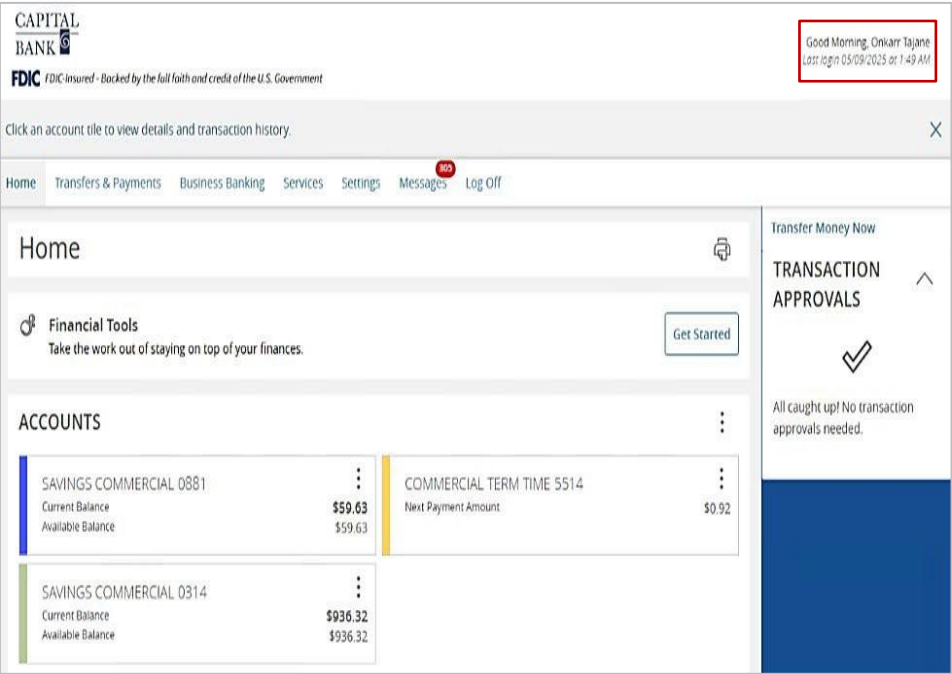 CAPITAL
BANK
Good Morning, Onkarr Tajane
Last login 05/09/2025 at 1:49 AM
FDIC FDIC-Insured - Backed by the full faith and credit of the U.S. Government
Click an account tile to view details and transaction history.
X
Home Transfers & Payments Business Banking Services Settings Messages 305 Log Off
Home
Financial Tools
Take the work out of staying on top of your finances.
Get Started
ACCOUNTS
SAVINGS COMMERCIAL 0881
Current Balance $59.63
Available Balance $59.63
COMMERCIAL TERM TIME 5514
Next Payment Amount $0.92
SAVINGS COMMERCIAL 0314
Current Balance $936.32
Available Balance $936.32
Transfer Money Now
TRANSACTION
APPROVALS
All caught up! No transaction
approvals needed.